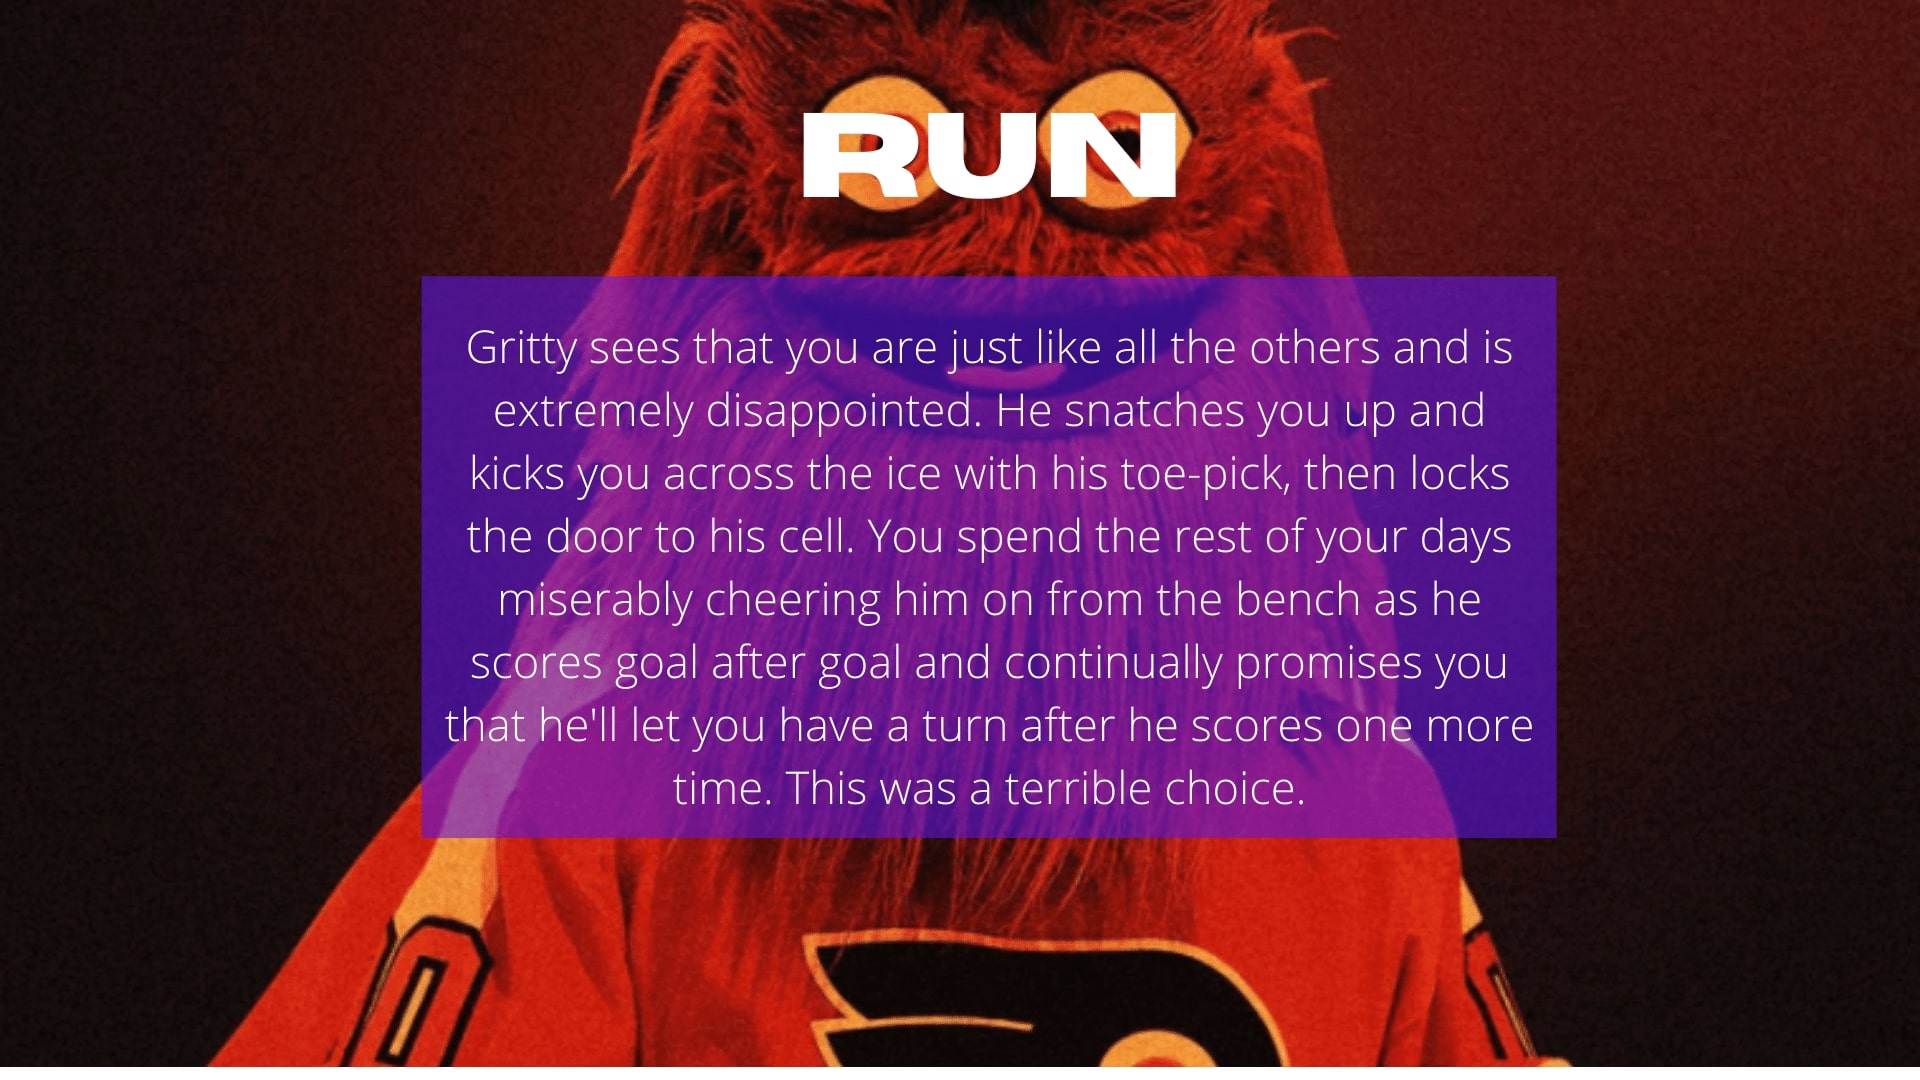 RUN
Gritty sees that you are just like all the others and is
extremely disappointed. He snatches you up and
kicks you across the ice with his toe-pick, then locks
the door to his cell. You spend the rest of your days
miserably cheering him on from the bench as he
scores goal after goal and continually promises you
that he'll let you have a turn after he scores one more
time. This was a terrible choice.